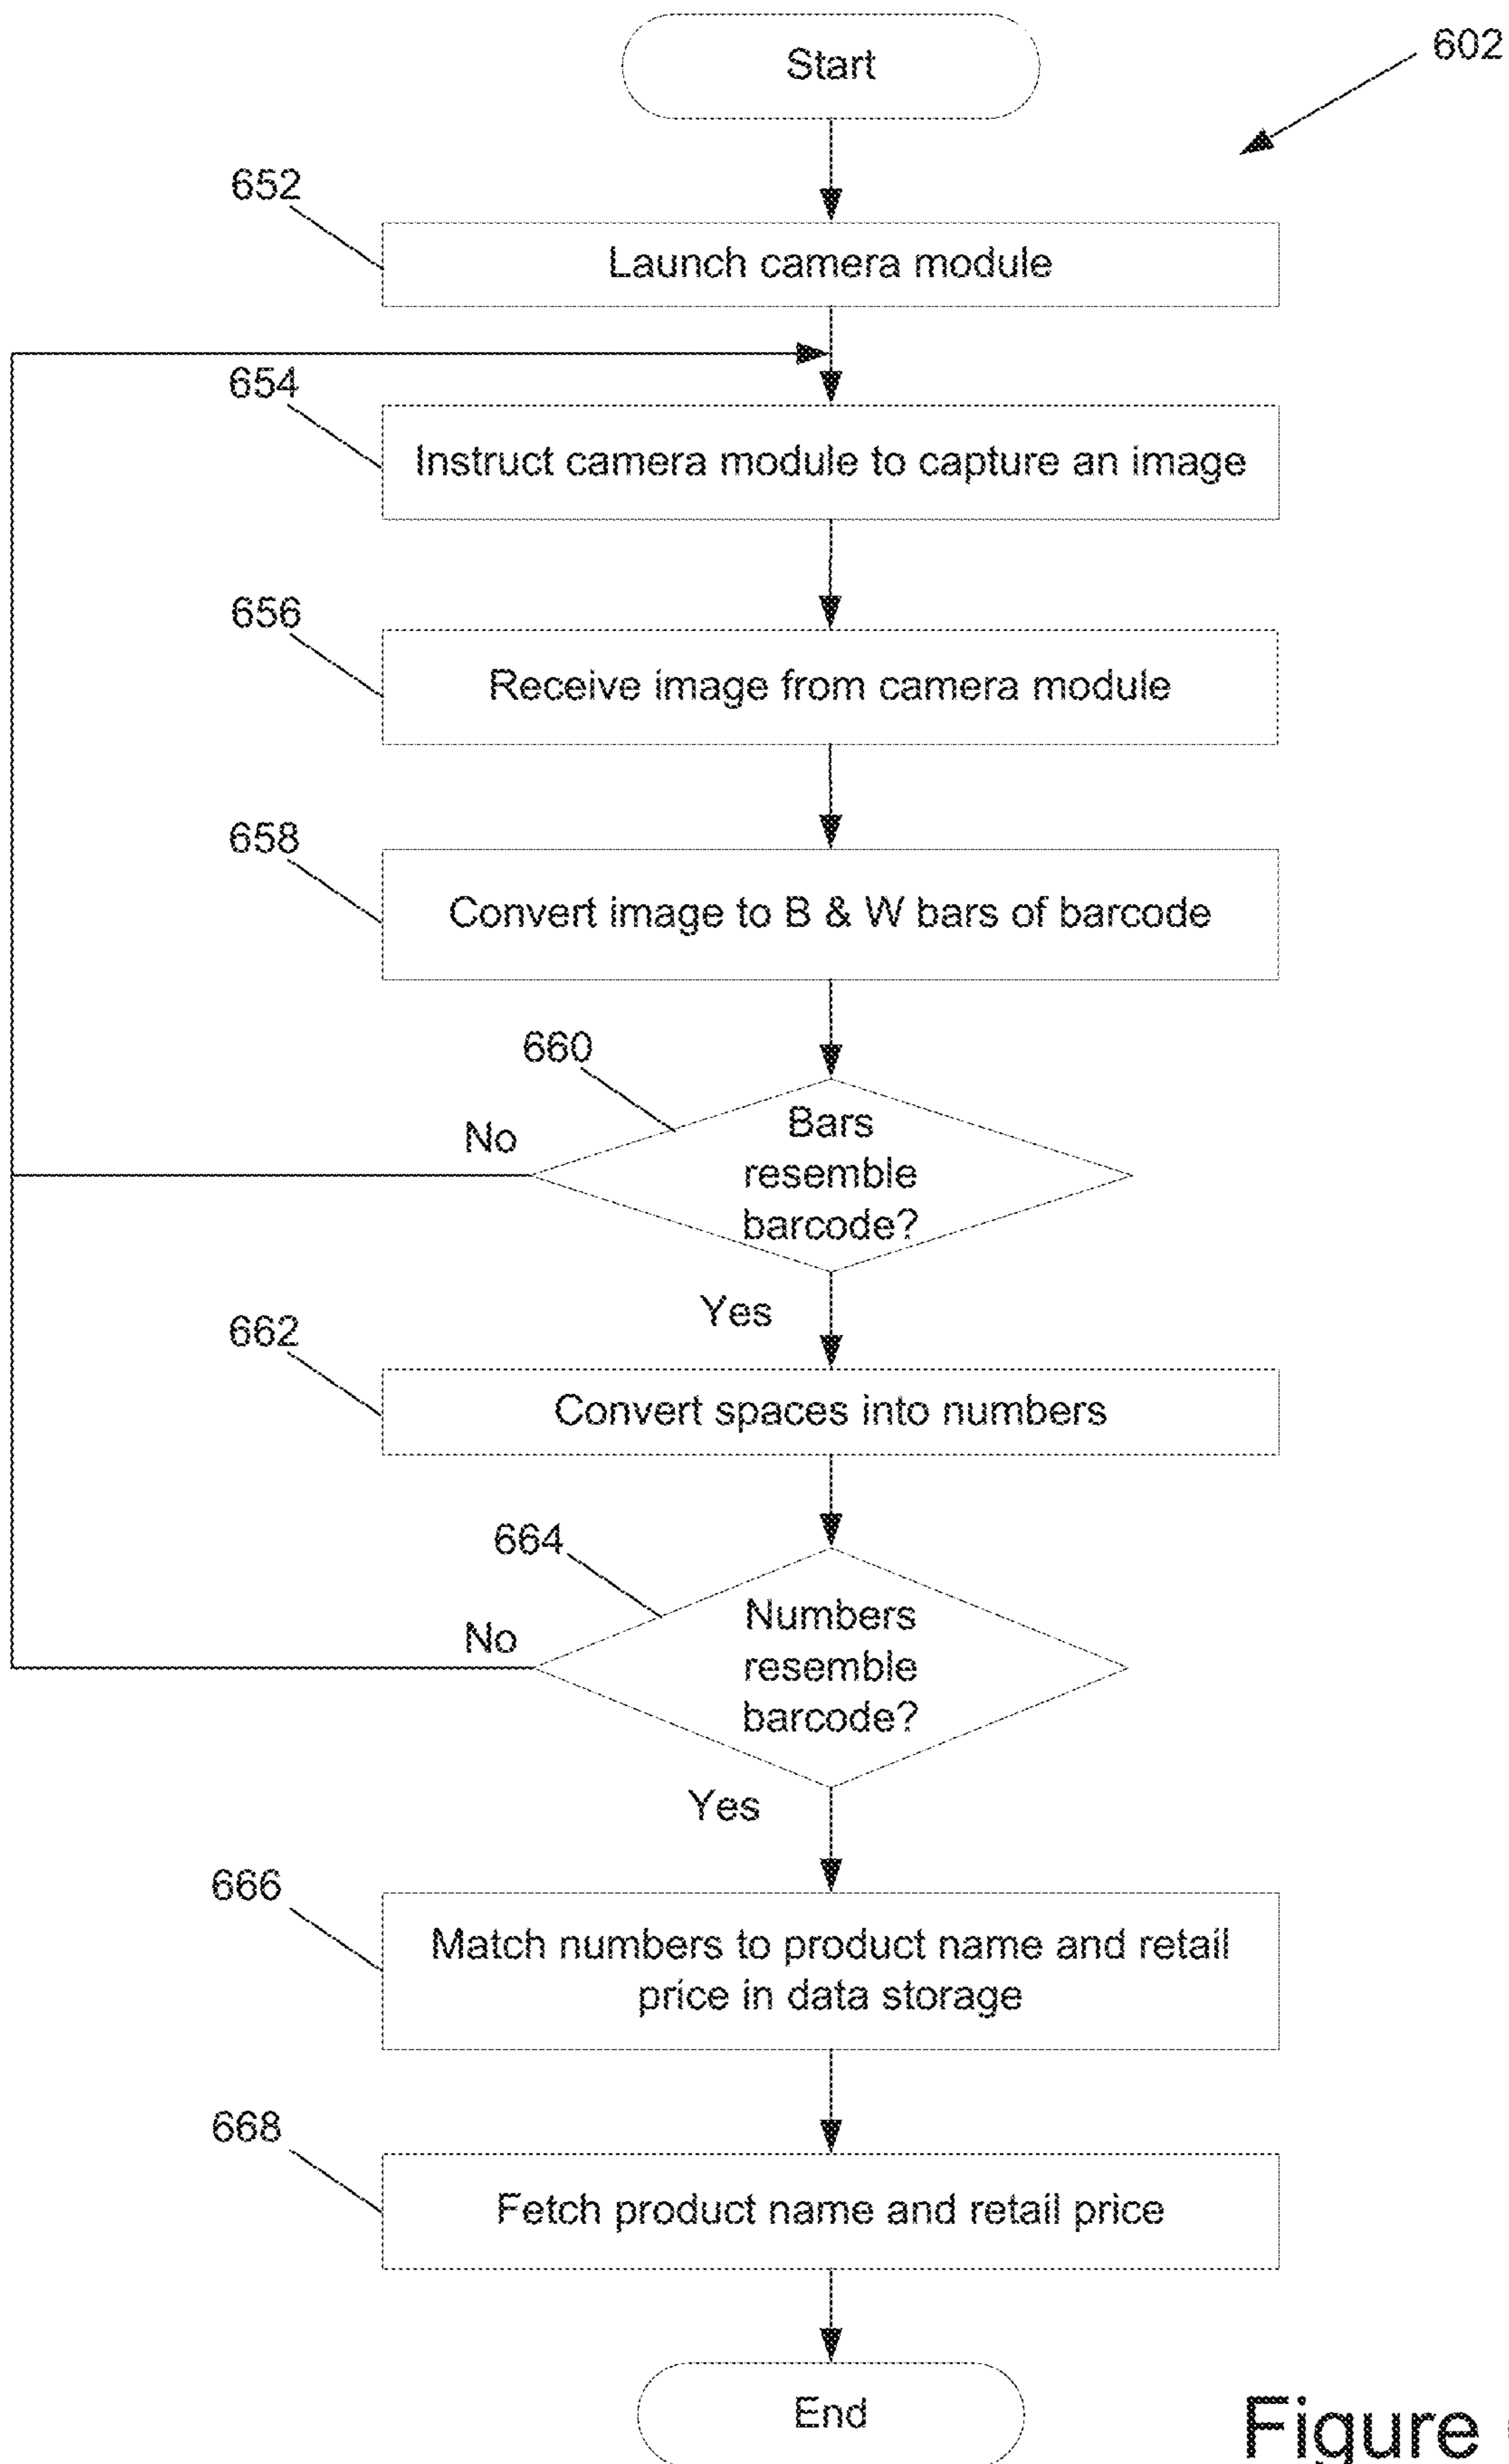 Start
602
652
Launch camera module
654
Instruct camera module to capture an image
656
Receive image from camera module
658
Convert image to B & W bars of barcode
660
Bars
resemble
barcode?
No
Yes
662
Convert spaces into numbers
664
Numbers
resemble
barcode?
No
Yes
666
Match numbers to product name and retail
price in data storage
668
Fetch product name and retail price
End
Figure